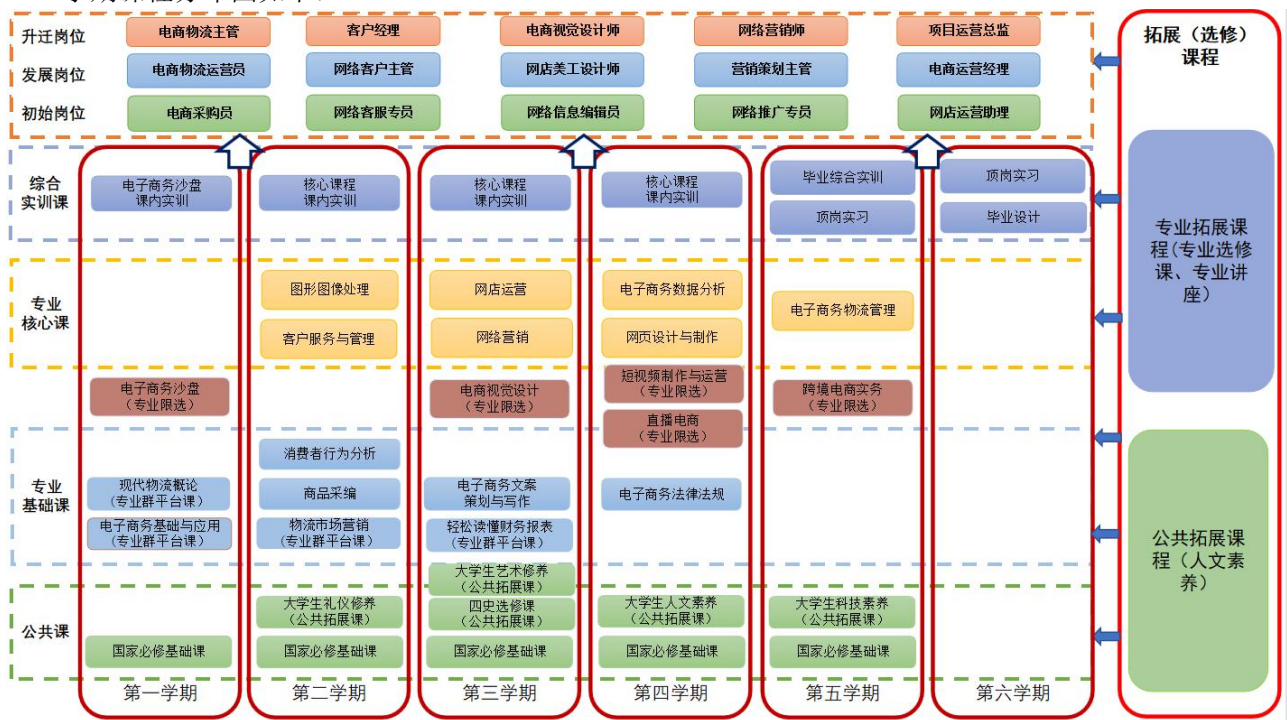 升迁岗位
电商物流主管
客户经理
电商视觉设计师
网络营销师
项目运营总监
发展岗位
电商物流运营员
网络客户主管
网店美工设计师
营销策划主管
电商运营经理
初始岗位
电商采购员
网络客服专员
网络信息编辑员
网络推广专员
网店运营助理
拓展（选修）
课程
综合
实训课
电子商务沙盘
课内实训
核心课程
课内实训
核心课程
课内实训
核心课程
课内实训
毕业综合实训
顶岗实习
顶岗实习
毕业设计
专业
核心课
图形图像处理
客户服务与管理
网店运营
网络营销
电子商务数据分析
网页设计与制作
电子商务物流管理
电子商务沙盘
（专业限选）
电商视觉设计
（专业限选）
短视频制作与运营
（专业限选）
直播电商
（专业限选）
跨境电商实务
（专业限选）
专业
基础课
现代物流概论
（专业群平台课）
电子商务基础与应用
（专业群平台课）
消费者行为分析
商品采编
物流市场营销
（专业群平台课）
电子商务文案
策划与写作
轻松读懂财务报表
（专业群平台课）
电子商务法律法规
公共课
国家必修基础课
大学生礼仪修养
（公共拓展课）
国家必修基础课
大学生艺术修养
（公共拓展课）
四史选修课
（公共拓展课）
国家必修基础课
大学生人文素养
（公共拓展课）
国家必修基础课
大学生科技素养
（公共拓展课）
国家必修基础课
第一学期
第二学期
第三学期
第四学期
第五学期
第六学期
专业拓展课
程(专业选修
课、专业讲
座）
公共拓展课
程（人文素
养）